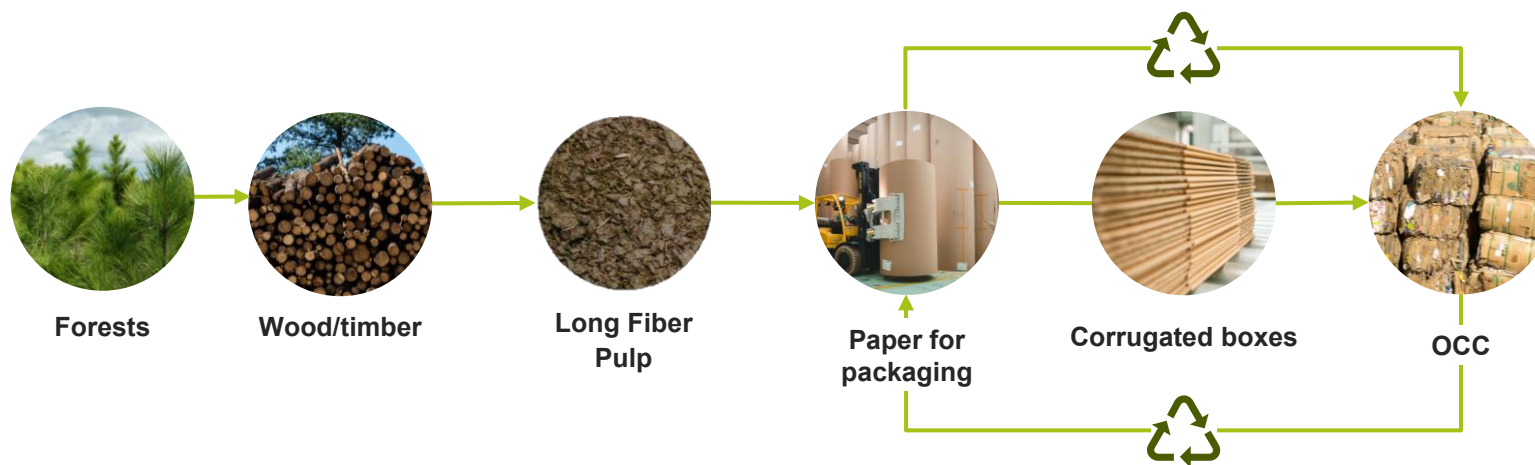 Forests
Wood/timber
Long Fiber
Pulp
Paper for
packaging
Corrugated boxes
OCC